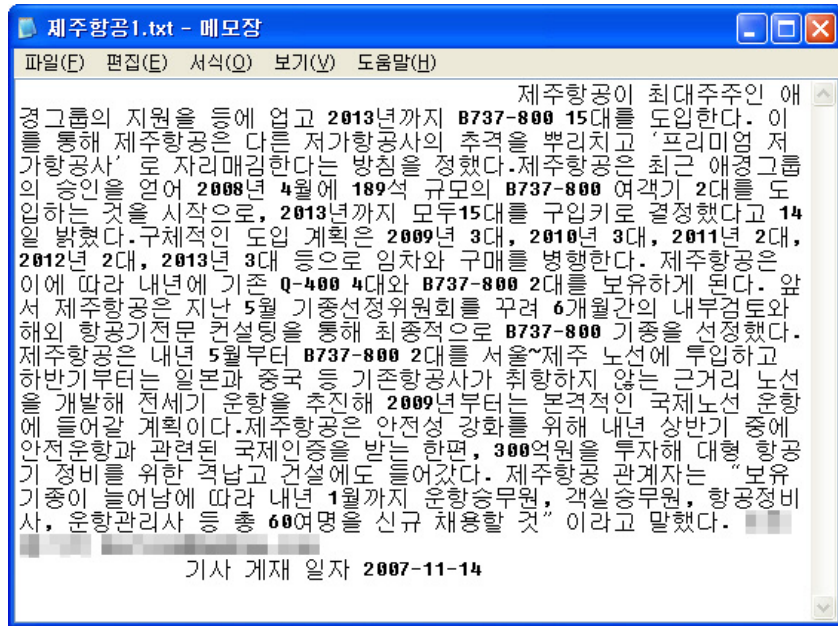 제주항공1.txt - 메모장
파일(F) 편집(E) 서식(O) 보기(V) 도움말(H)
제주항공이 최대주주인 애
경그룹의 지원을 등에 업고 2013년까지 B737-800 15대를 도입한다. 이
를 통해 제주항공은 다른 저가항공사의 추격을 뿌리치고 ‘프리미엄 저
가항공사’ 로 자리매김한다는 방침을 정했다.제주항공은 최근 애경그룹
의 승인을 얻어 2008년 4월에 189석 규모의 B737-800 여객기 2대를 도
입하는 것을 시작으로, 2013년까지 모두15대를 구입키로 결정했다고 14
일 밝혔다.구체적인 도입 계획은 2009년 3대, 2010년 3대, 2011년 2대,
2012년 2대, 2013년 3대 등으로 임차와 구매를 병행한다. 제주항공은
이에 따라 내년에 기존 Q-400 4대와 B737-800 2대를 보유하게 된다. 앞
서 제주항공은 지난 5월 기종선정위원회를 꾸려 6개월간의 내부검토와
해외 항공기전문 컨설팅을 통해 최종적으로 B737-800 기종을 선정했다.
제주항공은 내년 5월부터 B737-800 2대를 서울~제주 노선에 투입하고
하반기부터는 일본과 중국 등 기존항공사가 취항하지 않는 근거리 노선
을 개발해 전세기 운항을 추진해 2009년부터는 본격적인 국제노선 운항
에 들어갈 계획이다.제주항공은 안전성 강화를 위해 내년 상반기 중에
안전운항과 관련된 국제인증을 받는 한편, 300억원을 투자해 대형 항공
기 정비를 위한 격납고 건설에도 들어갔다. 제주항공 관계자는 “보유
기종이 늘어남에 따라 내년 1월까지 운항승무원, 객실승무원, 항공정비
사, 운항관리사 등 총 60여명을 신규 채용할 것” 이라고 말했다.
기사 게재 일자 2007-11-14